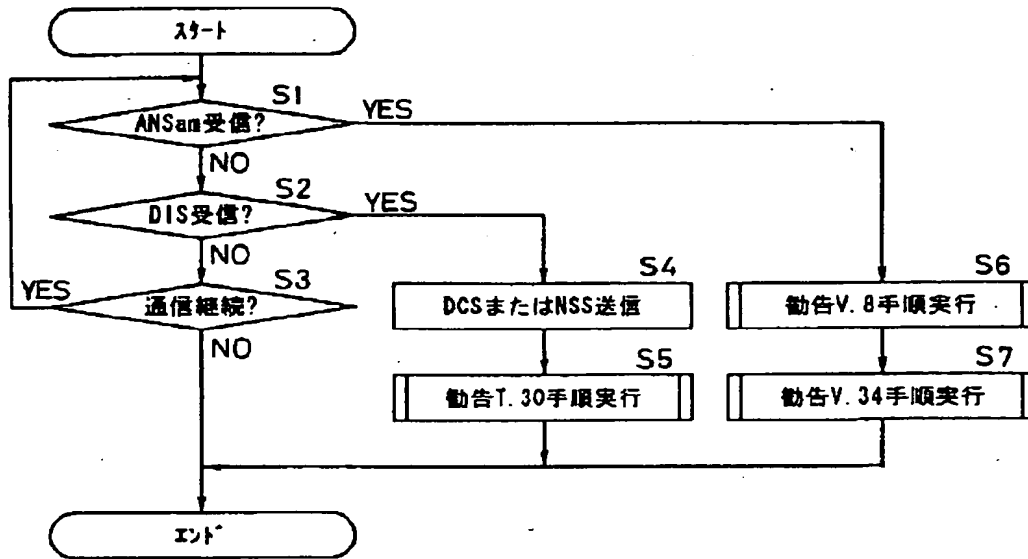 スタート
S1
ANSam受信?
YES
NO
S2
DIS受信?
YES
NO
S3
通信継続?
YES
NO
S4
DCSまたはNSS送信
S5
勧告T.30手順実行
S6
勧告V.8手順実行
S7
勧告V.34手順実行
エンド